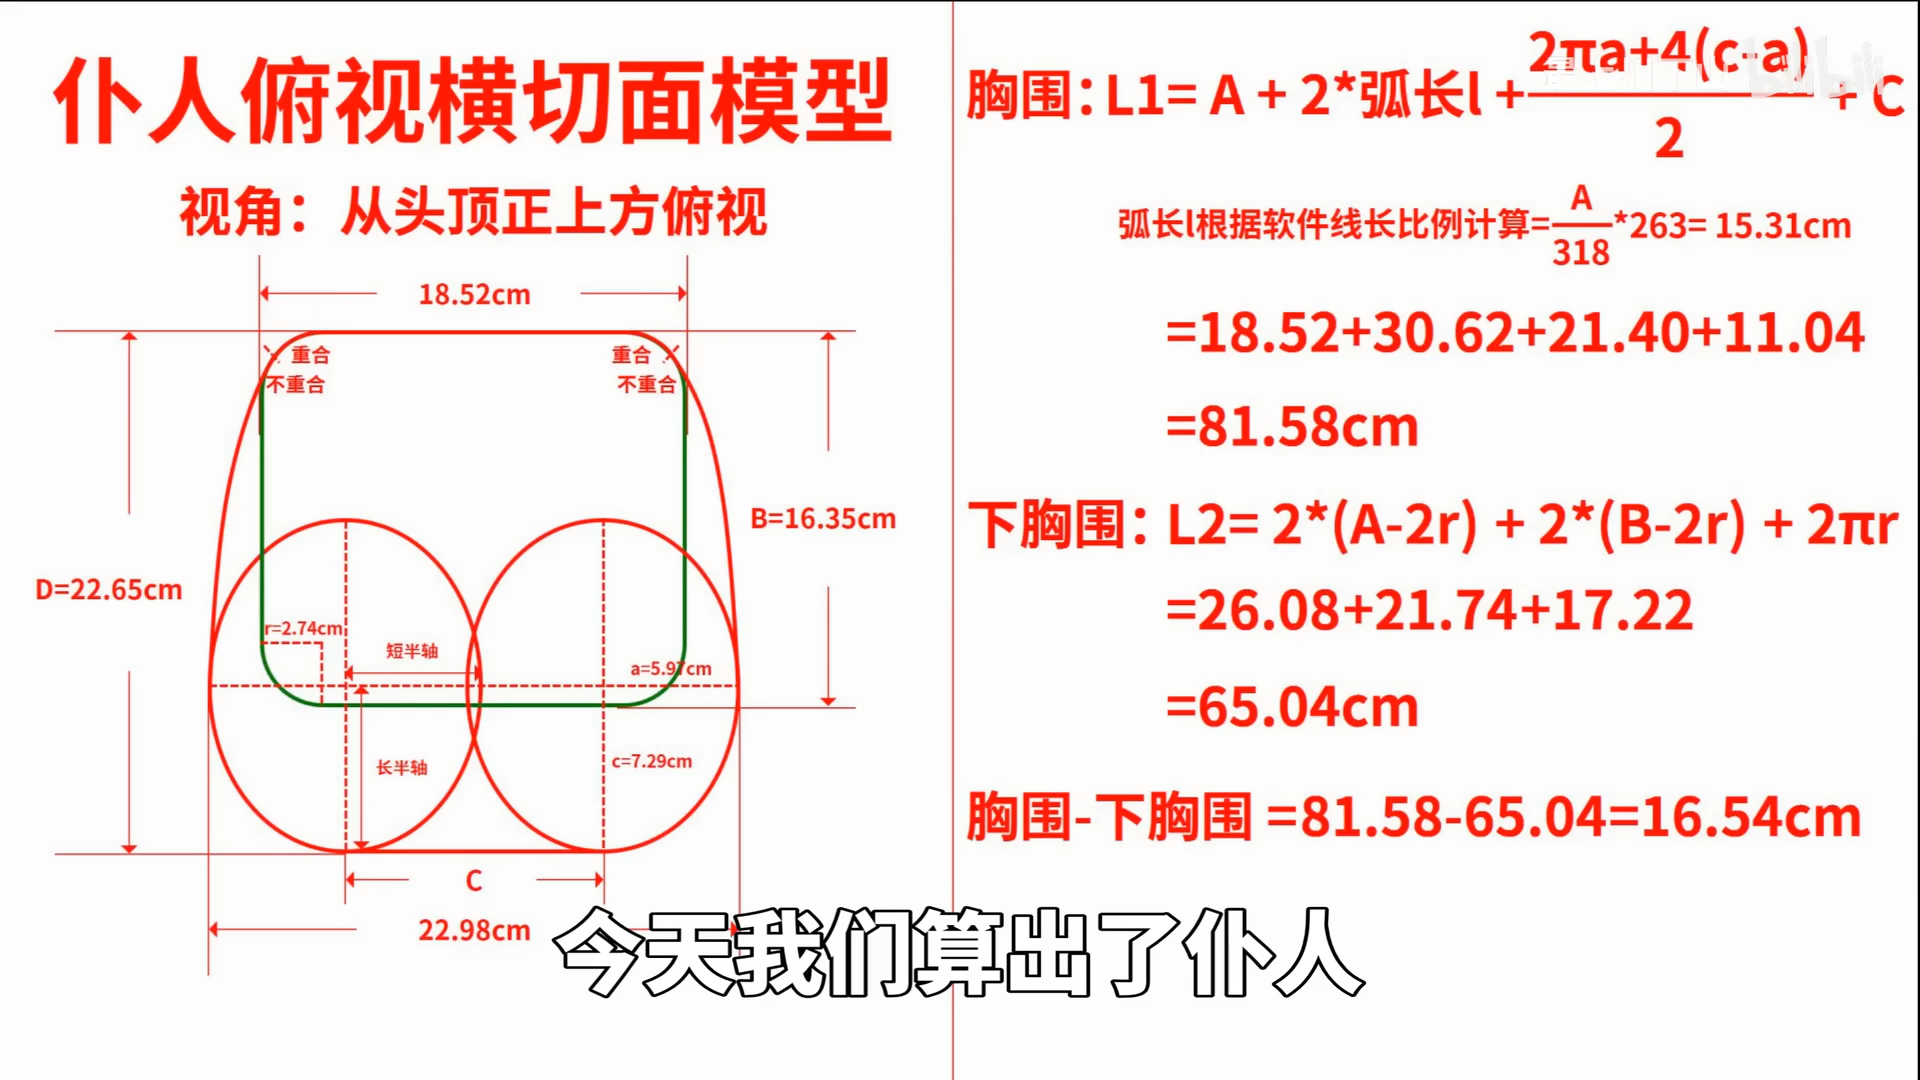 仆人俯视横切面模型
视角：从头顶正上方俯视
18.52cm
重合
重合
不重合
不重合
B=16.35cm
D=22.65cm
r=2.74cm
短半轴
a=5.97cm
长半轴
c=7.29cm
C
22.98cm
胸围：L1= A + 2*弧长l + 2πa+4(c-a) / 2 + C
弧长l根据软件线长比例计算= A / 318 *263= 15.31cm
=18.52+30.62+21.40+11.04
=81.58cm
下胸围：L2= 2*(A-2r) + 2*(B-2r) + 2πr
=26.08+21.74+17.22
=65.04cm
胸围-下胸围 =81.58-65.04=16.54cm
今天我们算出了仆人